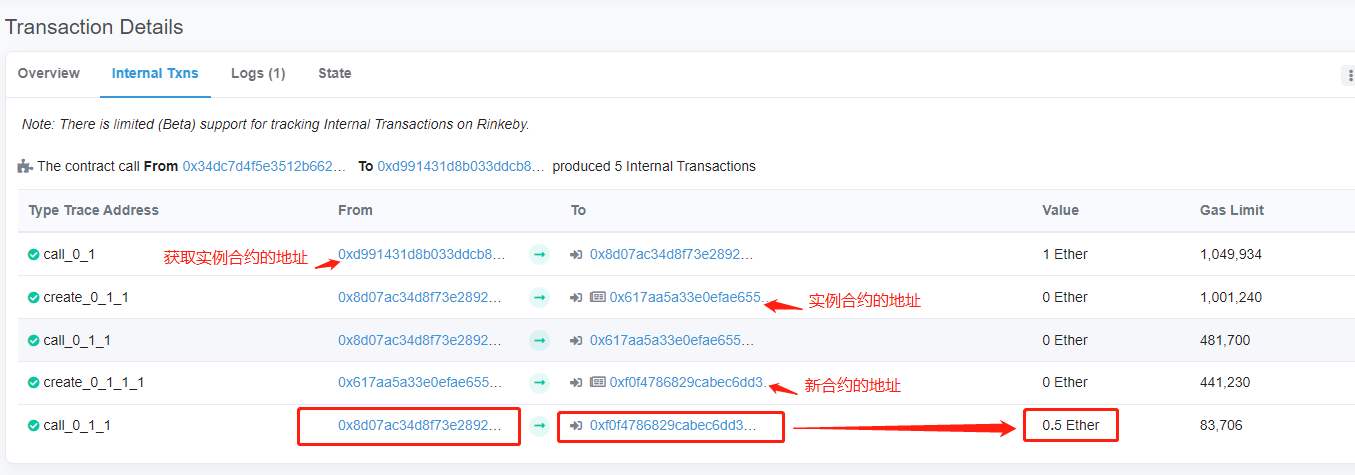 Transaction Details
Overview Internal Txns Logs (1) State
Note: There is limited (Beta) support for tracking Internal Transactions on Rinkeby.
The contract call From 0x34dc7d4f5e3512b662... To 0xd991431d8b033ddcb8... produced 5 Internal Transactions
Type Trace Address From To Value Gas Limit
call_0_1 获取实例合约的地址 0xd991431d8b033ddcb8... 0x8d07ac34d8f73e2892... 1 Ether 1,049,934
create_0_1_1 0x8d07ac34d8f73e2892... 0x617aa5a33e0efae655... 实例合约的地址 0 Ether 1,001,240
call_0_1_1 0x8d07ac34d8f73e2892... 0x617aa5a33e0efae655... 0 Ether 481,700
create_0_1_1_1 0x617aa5a33e0efae655... 0xf0f4786829cabec6dd3... 新合约的地址 0 Ether 441,230
call_0_1_1 0x8d07ac34d8f73e2892... 0xf0f4786829cabec6dd3... 0.5 Ether 83,706